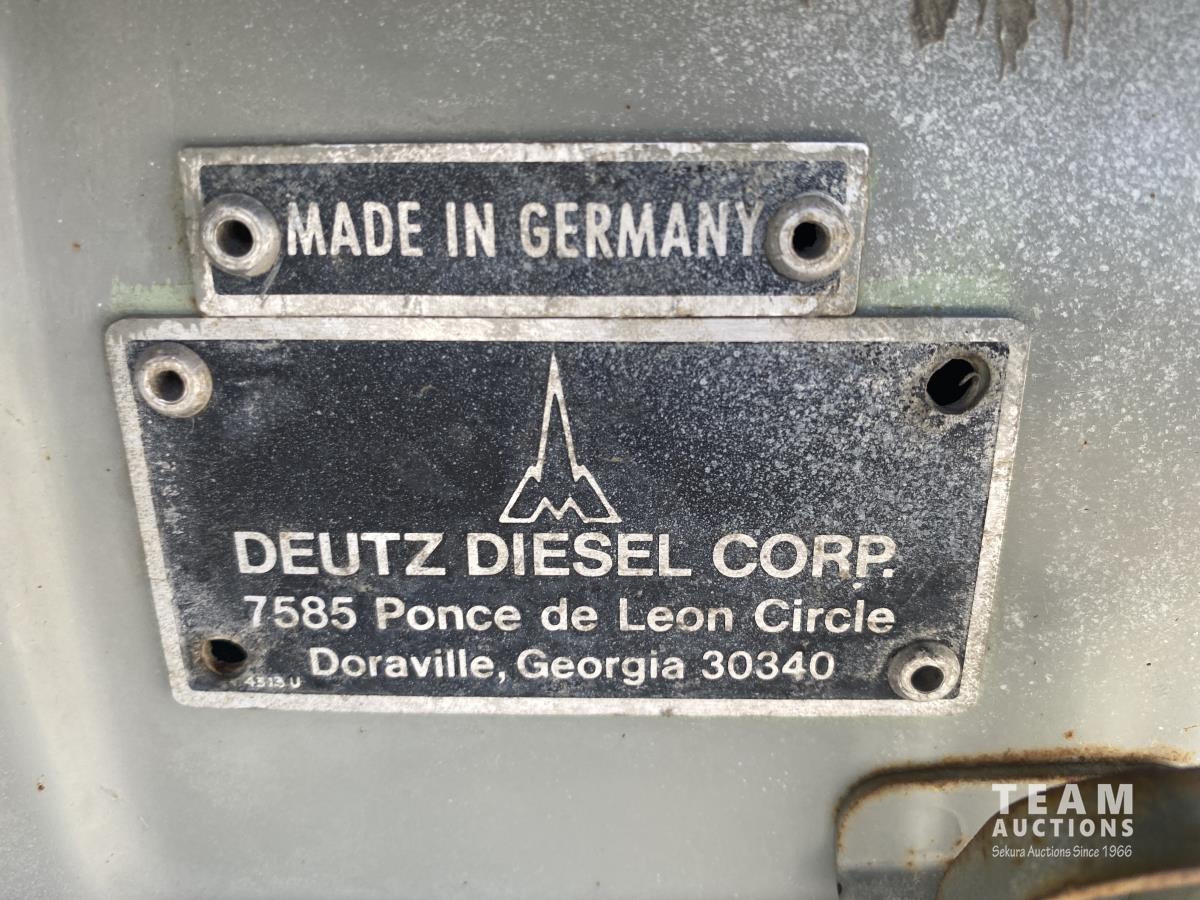 MADE IN GERMANY
DEUTZ DIESEL CORP.
7585 Ponce de Leon Circle
Doraville, Georgia 30340
4513 U
TEAM
AUCTIONS
Sekura Auctions Since 1966